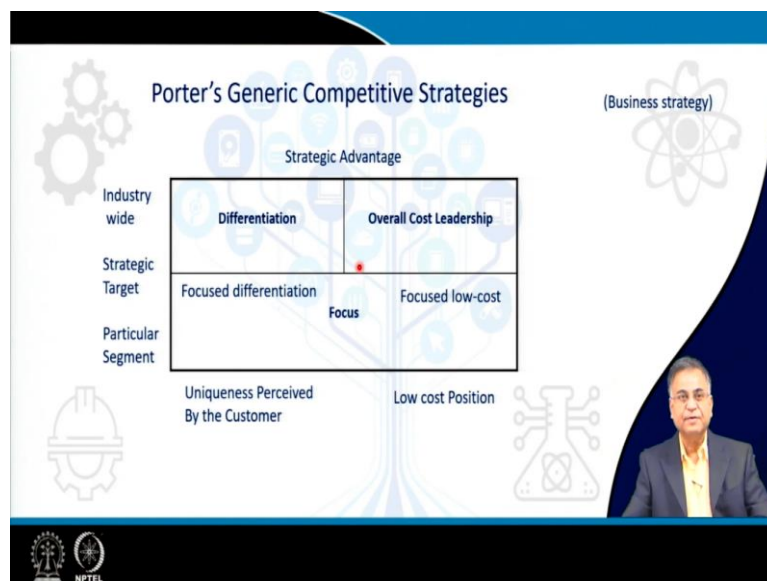 Porter's Generic Competitive Strategies
(Business strategy)
Strategic Advantage
Industry
wide
Differentiation
Overall Cost Leadership
Strategic
Target
Focused differentiation
Focused low-cost
Focus
Particular
Segment
Uniqueness Perceived
By the Customer
Low cost Position
NPTEL